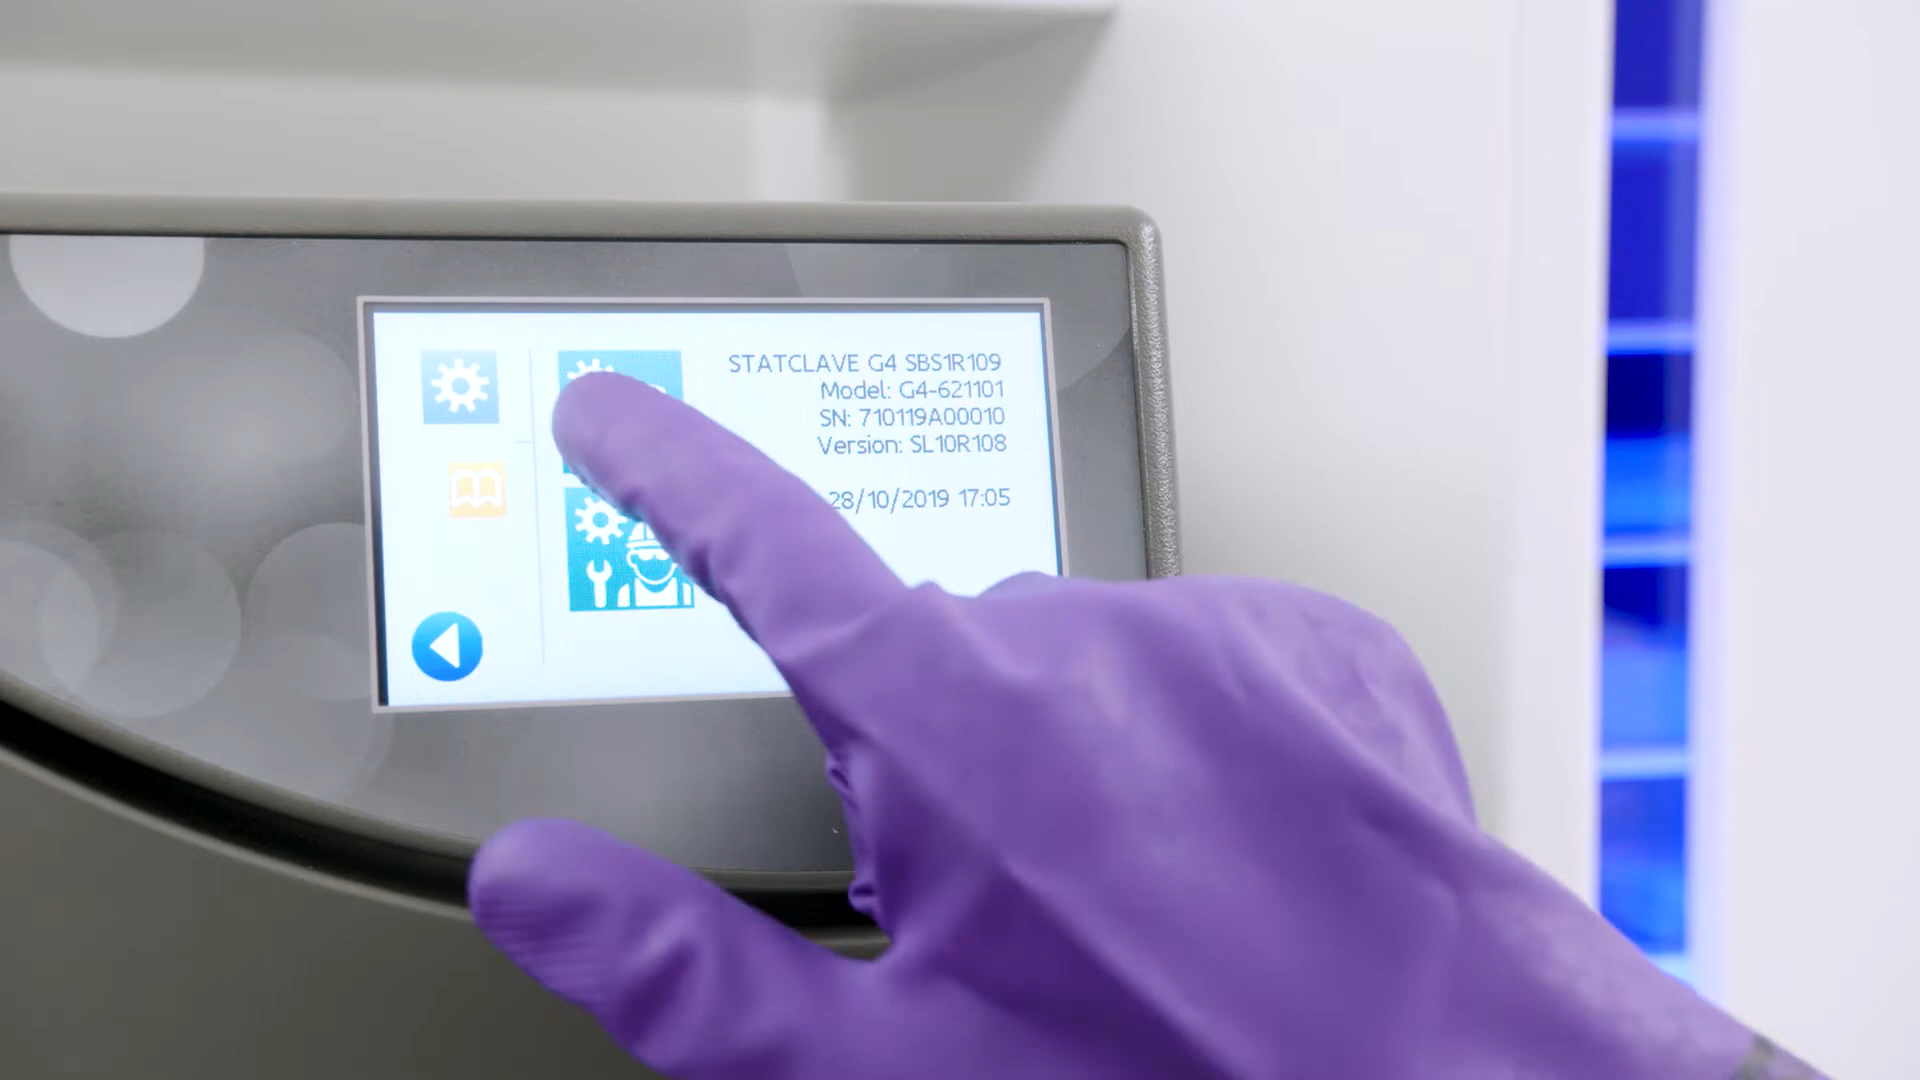 STATCLAVE G4 SBS1R109
Model: G4-621101
SN: 710119A00010
Version: SL10R108
28/10/2019 17:05